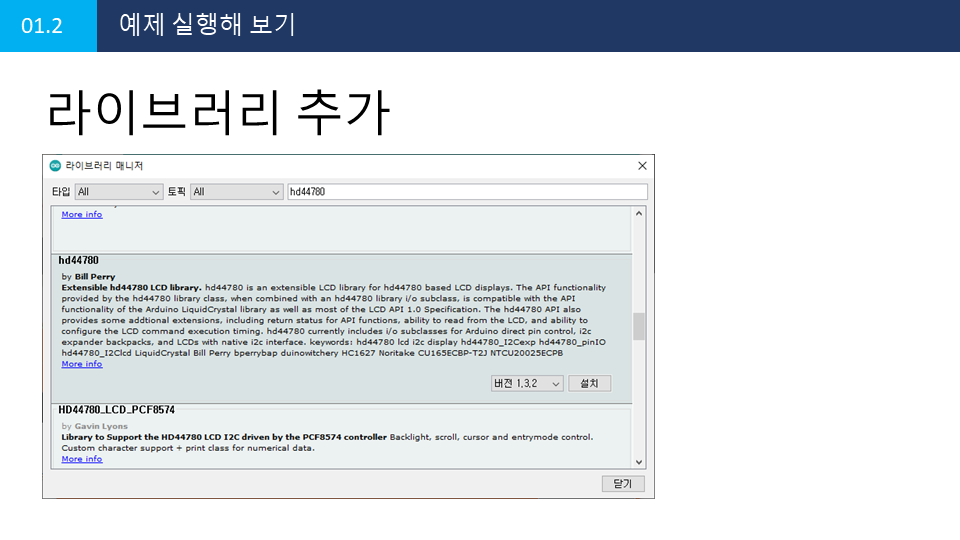 01.2 예제 실행해 보기
라이브러리 추가
라이브러리 매니저
타입 All 토픽 All hd44780
More info
hd44780
by Bill Perry
Extensible hd44780 LCD library. hd44780 is an extensible LCD library for hd44780 based LCD displays. The API functionality
provided by the hd44780 library class, when combined with an hd44780 library i/o subclass, is compatible with the API
functionality of the Arduino LiquidCrystal library as well as most of the LCD API 1.0 Specification. The hd44780 API also
provides some addtional extensions, including return status for API functions, ability to read from the LCD, and ability to
configure the LCD command execution timing. hd44780 currently includes i/o subclasses for Arduino direct pin control, i2c
expander backpacks, and LCDs with native i2c interface. keywords: hd44780 lcd i2c display hd44780_I2Cexp hd44780_pinIO
hd44780_I2Clcd LiquidCrystal Bill Perry bperrybap duinowitchery HC1627 Noritake CU165ECBP-T2J NTCU20025ECPB
More info
버전 1.3.2 설치
HD44780_LCD_PCF8574
by Gavin Lyons
Library to Support the HD44780 LCD I2C driven by the PCF8574 controller Backlight, scroll, cursor and entrymode control.
Custom character support + print class for numerical data.
More info
닫기